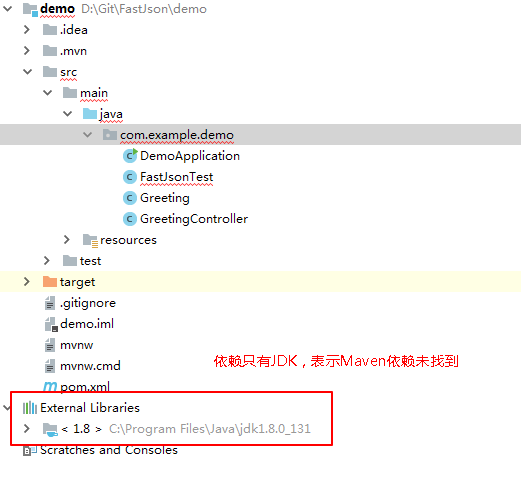 demo D:\Git\FastJson\demo
.idea
.mvn
src
main
java
com.example.demo
DemoApplication
FastJsonTest
Greeting
GreetingController
resources
test
target
.gitignore
demo.iml
mvnw
mvnw.cmd
依赖只有JDK，表示Maven依赖未找到
pom.xml
External Libraries
< 1.8 > C:\Program Files\Java\jdk1.8.0_131
Scratches and Consoles